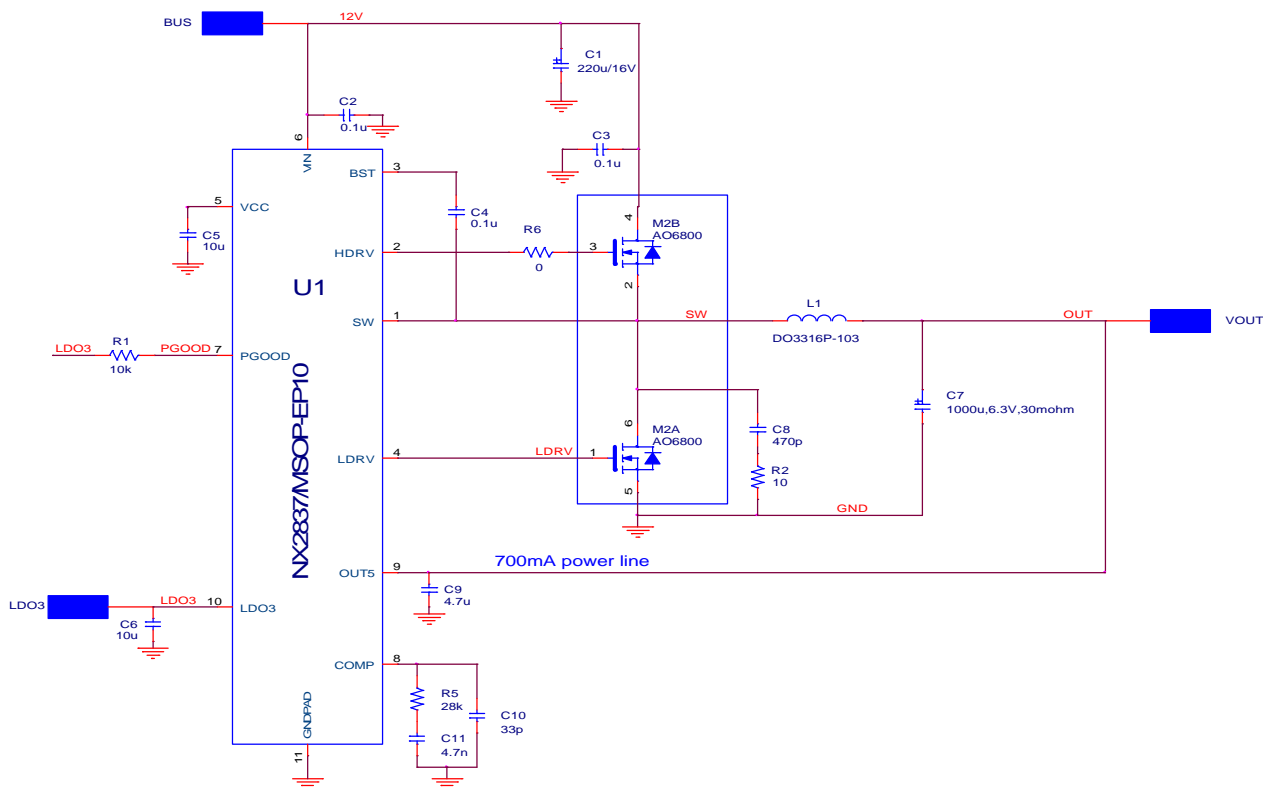 BUS
12V
C1
220u/16V
C2
0.1u
6
VIN
C3
0.1u
3
BST
5
VCC
C4
0.1u
4
M2B
AO6800
C5
10u
R6
0
2
HDRV
3
2
U1
L1
DO3316P-103
1
SW
SW
OUT
VOUT
LDO3
R1
10k
PGOOD
7
PGOOD
NX2837/MSOP-EP10
C7
1000u,6.3V,30mohm
6
M2A
AO6800
C8
470p
4
LDRV
LDRV
1
R2
10
5
GND
700mA power line
9
OUT5
C9
4.7u
LDO3
LDO3
10
LDO3
C6
10u
8
COMP
R5
28k
C10
33p
C11
4.7n
GNDPAD
11